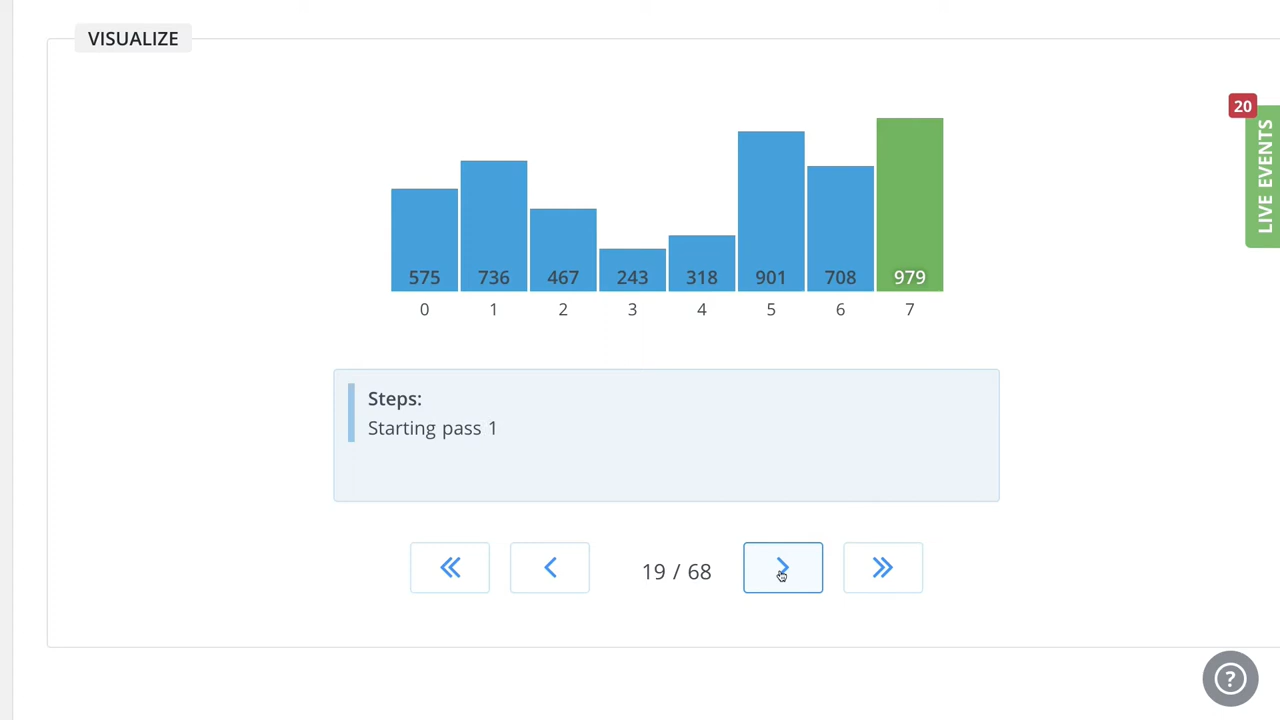 VISUALIZE
20
LIVE EVENTS
575 736 467 243 318 901 708 979
0 1 2 3 4 5 6 7
Steps:
Starting pass 1
19 / 68
?